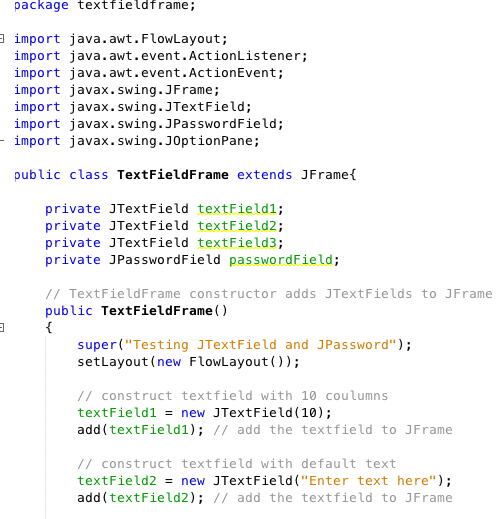 package textfieldframe;
import java.awt.FlowLayout;
import java.awt.event.ActionListener;
import java.awt.event.ActionEvent;
import javax.swing.JFrame;
import javax.swing.JTextField;
import javax.swing.JPasswordField;
import javax.swing.JOptionPane;
public class TextFieldFrame extends JFrame{
private JTextField textField1;
private JTextField textField2;
private JTextField textField3;
private JPasswordField passwordField;
// TextFieldFrame constructor adds JTextFields to JFrame
public TextFieldFrame()
{
super("Testing JTextField and JPassword");
setLayout(new FlowLayout());
// construct textfield with 10 coulumns
textField1 = new JTextField(10);
add(textField1); // add the textfield to JFrame
// construct textfield with default text
textField2 = new JTextField("Enter text here");
add(textField2); // add the textfield to JFrame